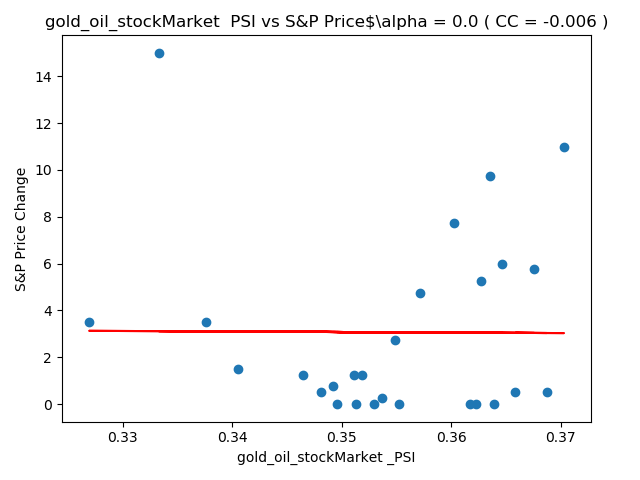 gold_oil_stockMarket  PSI vs S&P Price$\alpha = 0.0 ( CC = -0.006 )
14
12
10
8
6
4
2
0
S&P Price Change
0.33 0.34 0.35 0.36 0.37
gold_oil_stockMarket _PSI